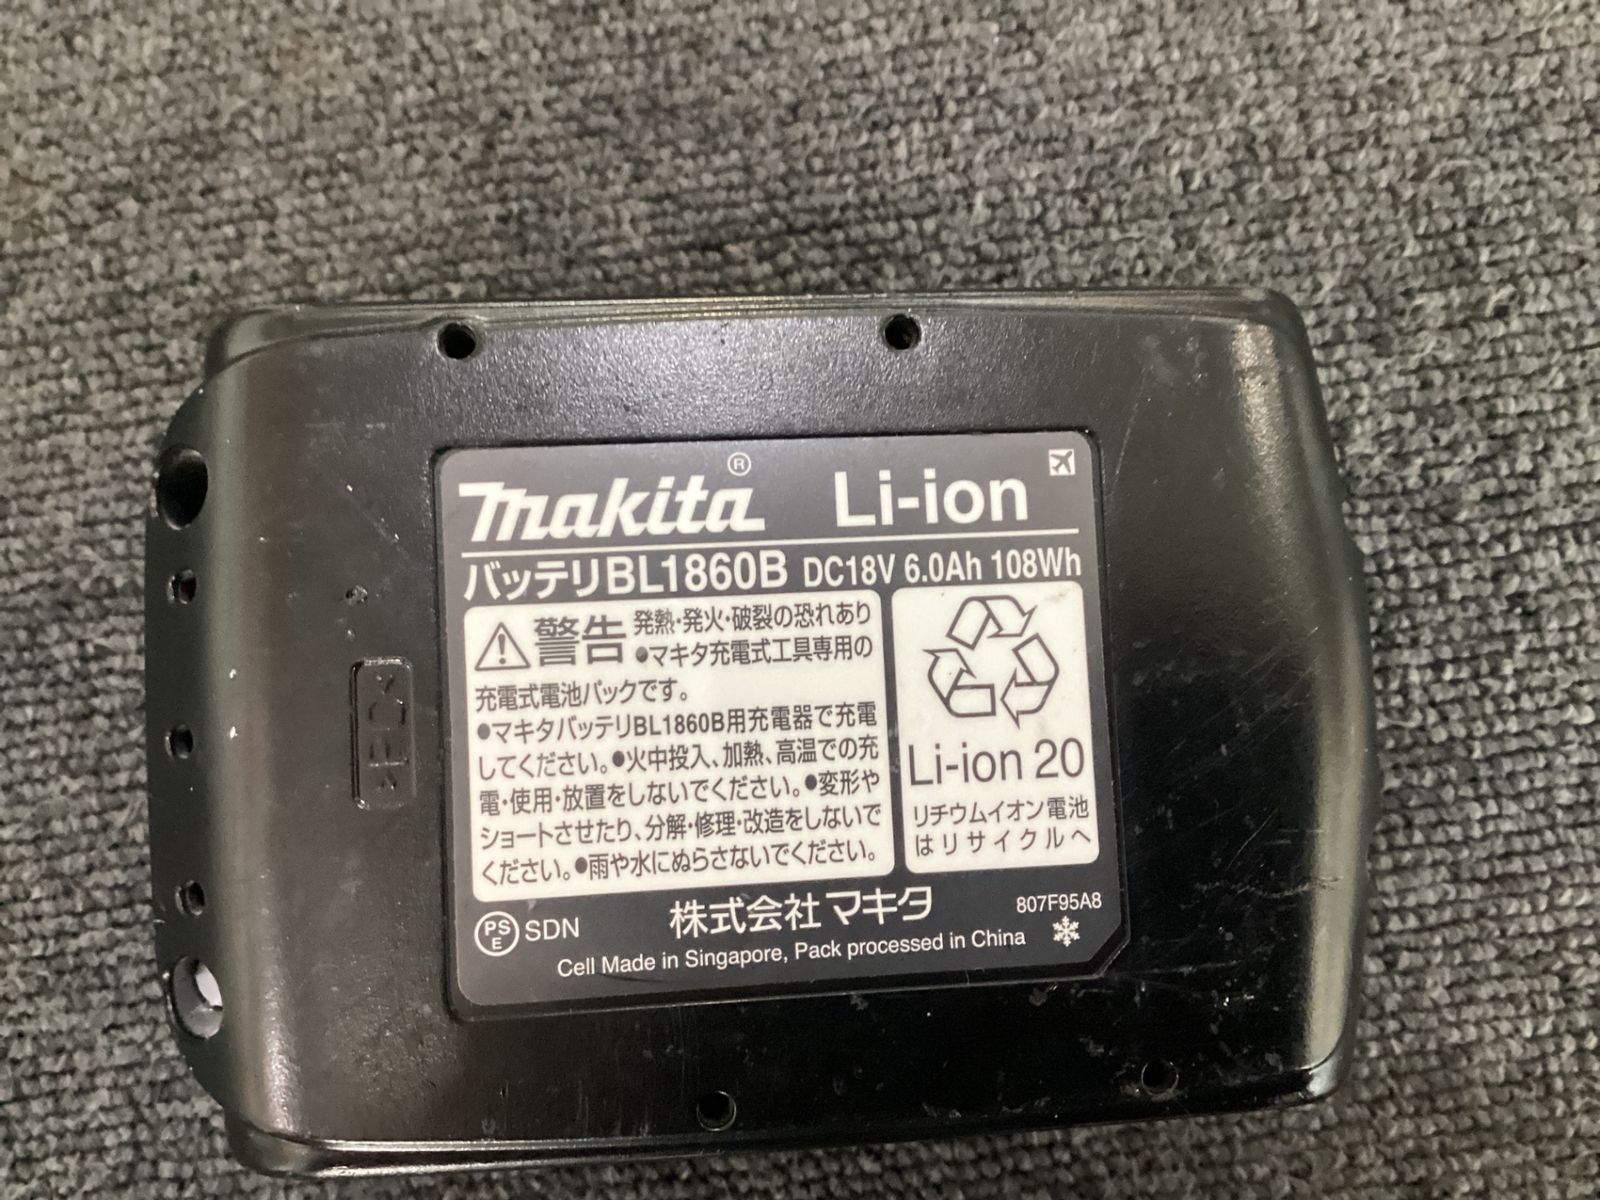 makita® Li-ion
バッテリBL1860B DC18V 6.0Ah 108Wh
警告 発熱・発火・破裂の恐れあり
●マキタ充電式工具専用の
充電式電池パックです。
●マキタバッテリBL1860B用充電器で充電
してください。●火中投入、加熱、高温での充
電・使用・放置をしないでください。●変形や
ショートさせたり、分解・修理・改造をしないで
ください。●雨や水にぬらさないでください。
Li-ion 20
リチウムイオン電池
はリサイクルへ
PS
E
SDN
株式会社マキタ
807F95A8
Cell Made in Singapore, Pack processed in China